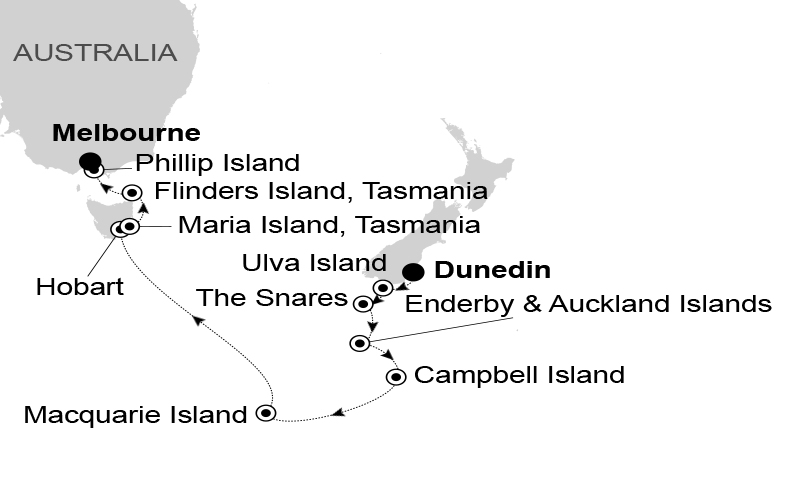 AUSTRALIA
Melbourne
Phillip Island
Flinders Island, Tasmania
Maria Island, Tasmania
Hobart
Ulva Island
Dunedin
The Snares
Enderby & Auckland Islands
Campbell Island
Macquarie Island